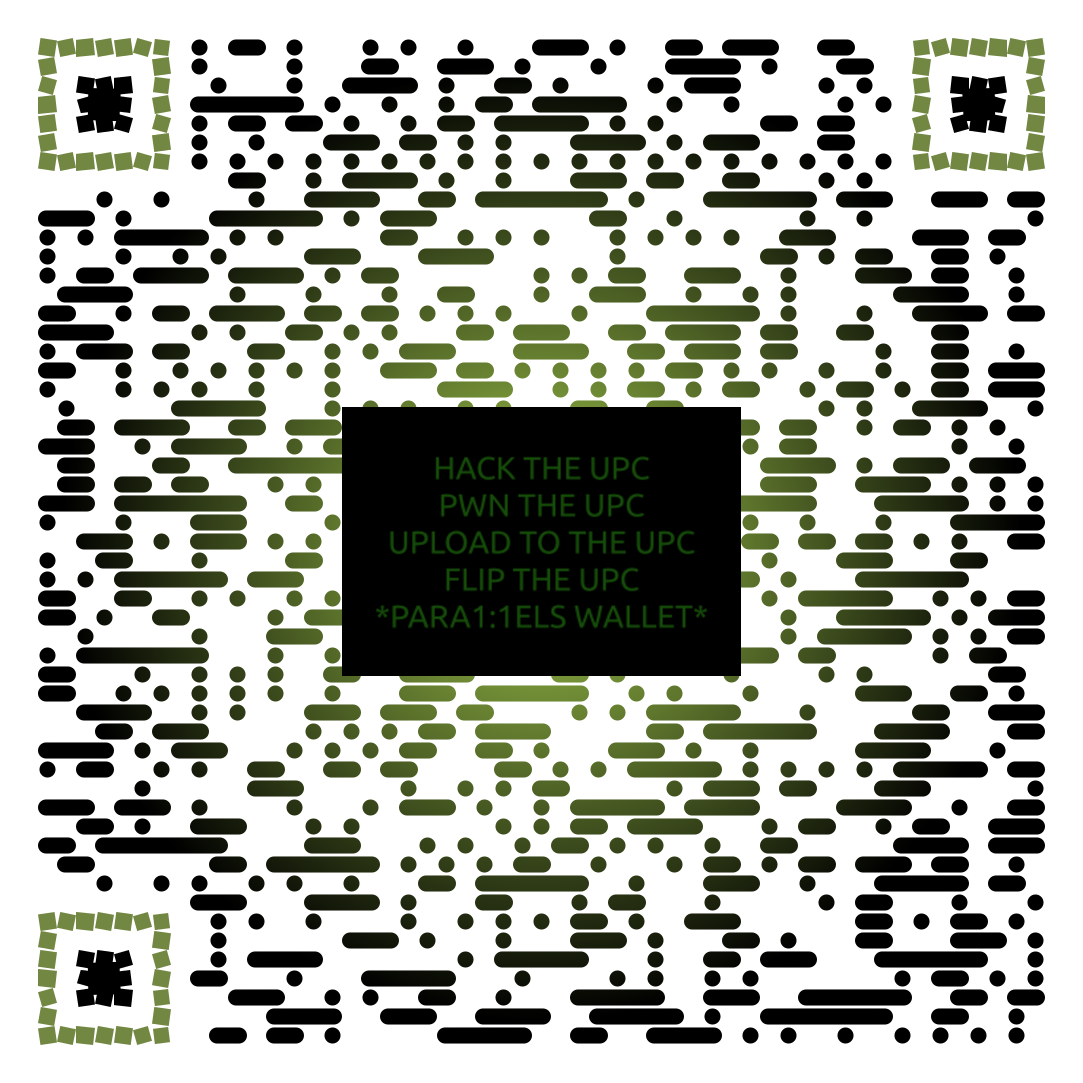 HACK THE UPC
PWN THE UPC
UPLOAD TO THE UPC
FLIP THE UPC
*PARA1:1ELS WALLET*